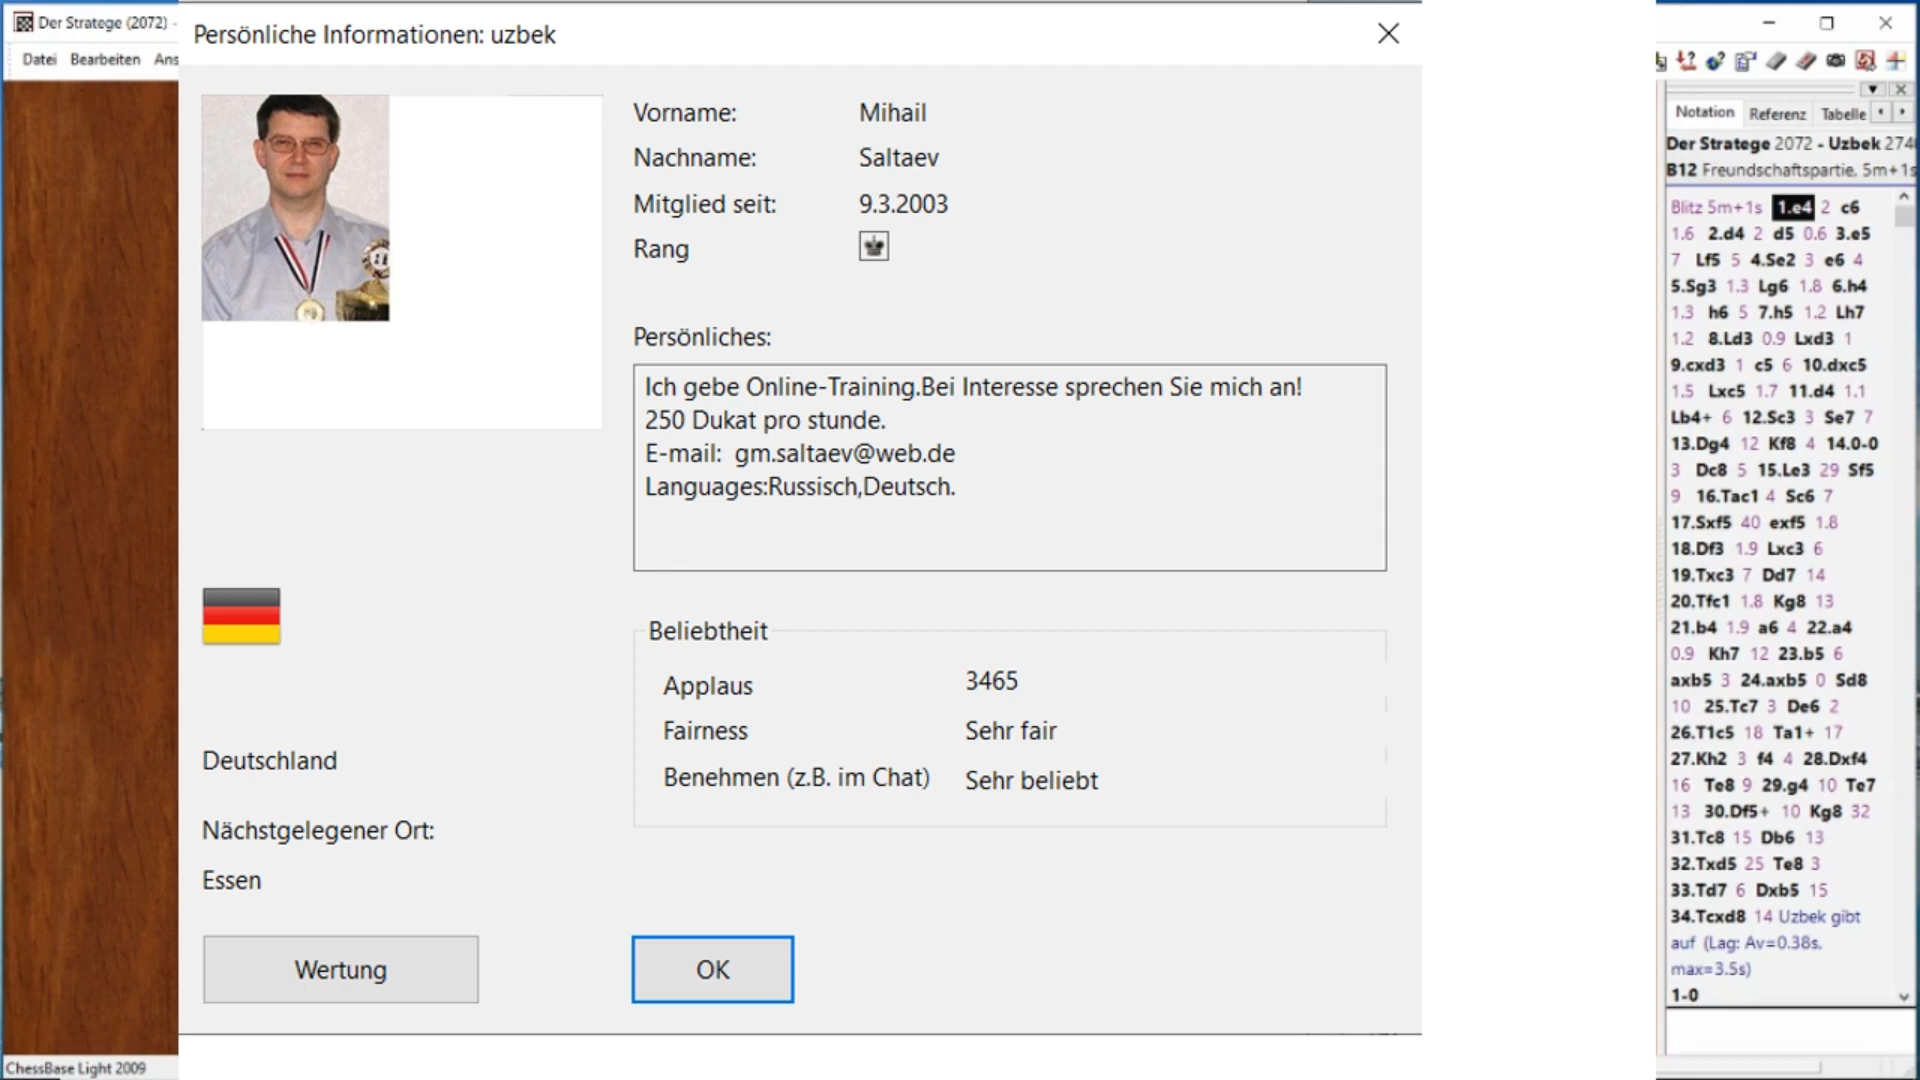 Der Stratege (2072) -
Datei Bearbeiten Ans
Persönliche Informationen: uzbek
Vorname: Mihail
Nachname: Saltaev
Mitglied seit: 9.3.2003
Rang
Persönliches:
Ich gebe Online-Training.Bei Interesse sprechen Sie mich an!
250 Dukat pro stunde.
E-mail: gm.saltaev@web.de
Languages:Russisch,Deutsch.
Beliebtheit
Applaus 3465
Fairness Sehr fair
Benehmen (z.B. im Chat) Sehr beliebt
Deutschland
Nächstgelegener Ort:
Essen
Wertung
OK
ChessBase Light 2009
Notation Referenz Tabelle
Der Stratege 2072 - Uzbek 274
B12 Freundschaftspartie, 5m+1s
Blitz 5m+1s 1.e4 2 c6
1.6 2.d4 2 d5 0.6 3.e5
7 Lf5 5 4.Se2 3 e6 4
5.Sg3 1.3 Lg6 1.8 6.h4
1.3 h6 5 7.h5 1.2 Lh7
1.2 8.Ld3 0.9 Lxd3 1
9.cxd3 1 c5 6 10.dxc5
1.5 Lxc5 1.7 11.d4 1.1
Lb4+ 6 12.Sc3 3 Se7 7
13.Dg4 12 Kf8 4 14.0-0
3 Dc8 5 15.Le3 29 Sf5
9 16.Tac1 4 Sc6 7
17.Sxf5 40 exf5 1.8
18.Df3 1.9 Lxc3 6
19.Txc3 7 Dd7 14
20.Tfc1 1.8 Kg8 13
21.b4 1.9 a6 4 22.a4
0.9 Kh7 12 23.b5 6
axb5 3 24.axb5 0 Sd8
10 25.Tc7 3 De6 2
26.T1c5 18 Ta1+ 17
27.Kh2 3 f4 4 28.Dxf4
16 Te8 9 29.g4 10 Te7
13 30.Df5+ 10 Kg8 32
31.Tc8 15 Db6 13
32.Txd5 25 Te8 3
33.Td7 6 Dxb5 15
34.Tcxd8 14 Uzbek gibt
auf (Lag: Av=0.38s,
max=3.5s)
1-0